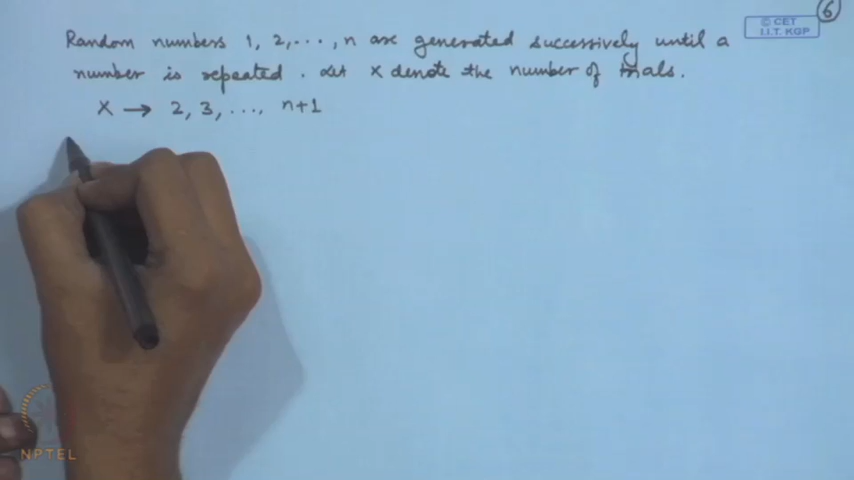 6
© CET
I.I.T. KGP
Random numbers 1, 2, ..., n are generated successively until a
number is repeated. Let X denote the number of trials.
X → 2, 3, ..., n+1
NPTEL